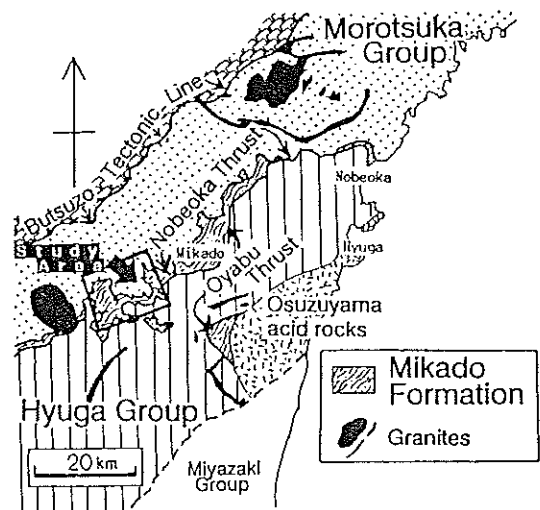 Morotsuka
Group
Butsuzo Tectonic Line
Nobeoka Thrust
Nobeoka
Study
Area
Mikado
Hyuga
Oyabu
Thrust
Osuzuyama
acid rocks
Hyuga Group
Mikado
Formation
Granites
20 km
Miyazaki
Group